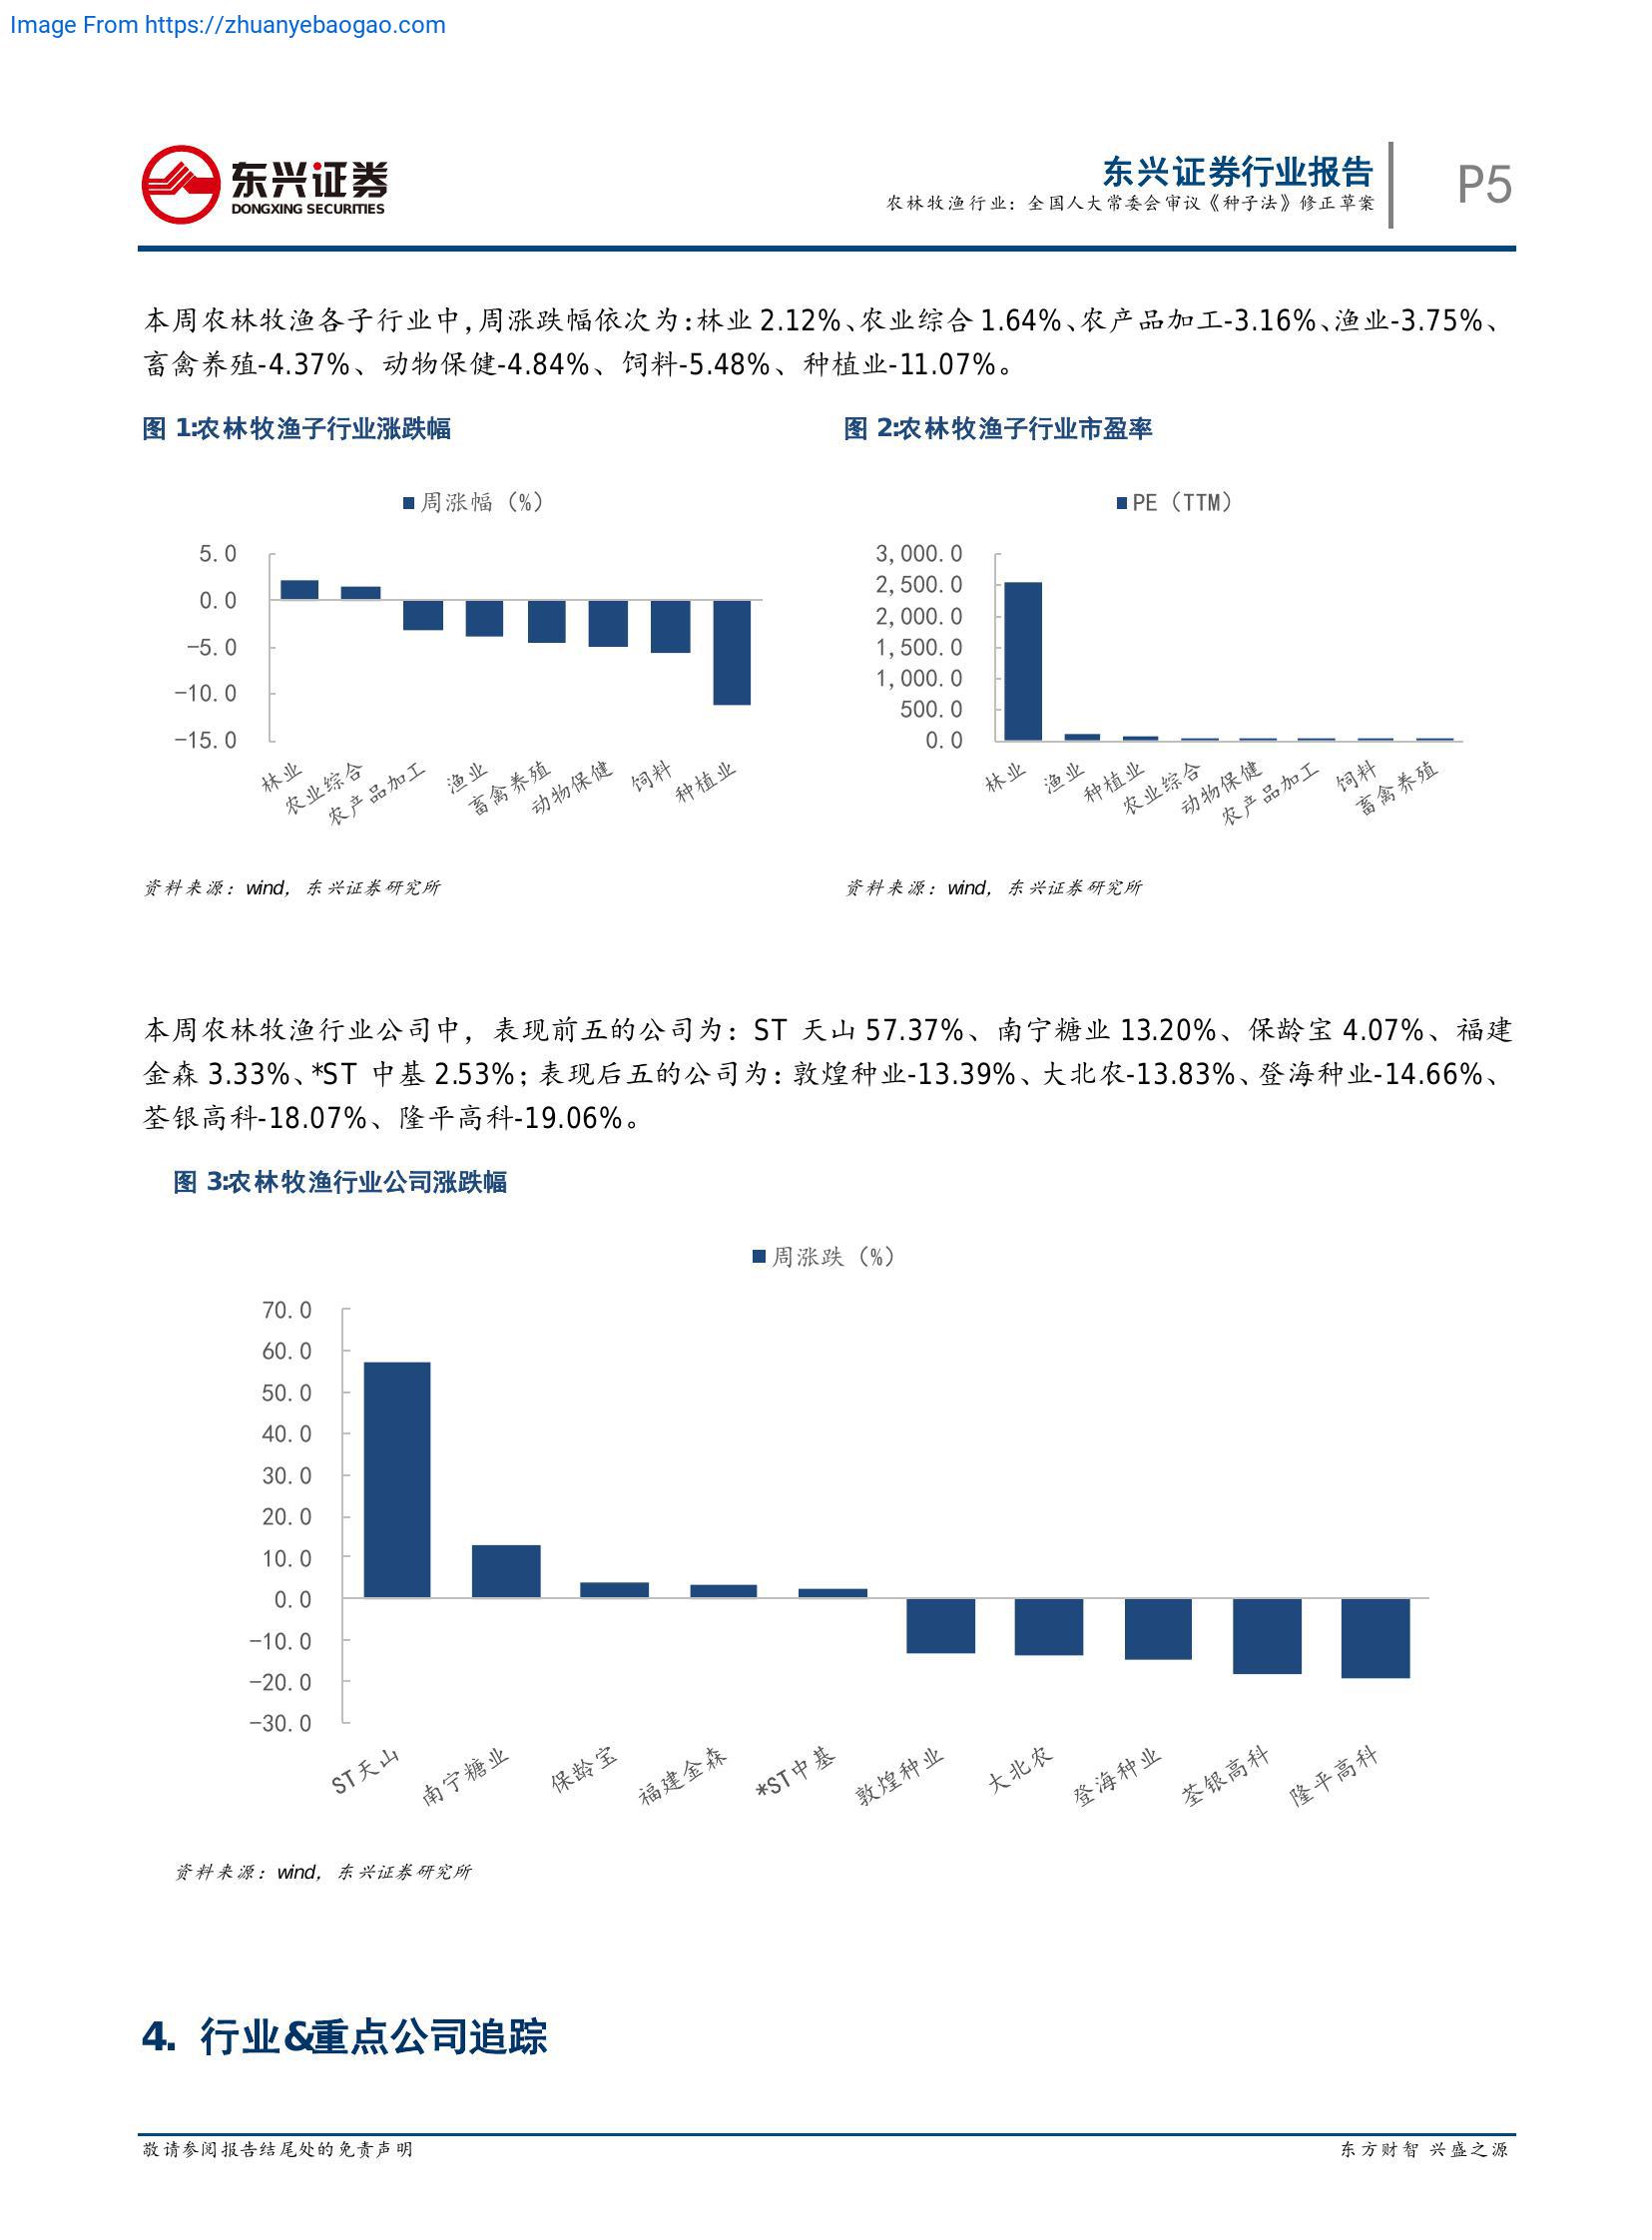 Image From https://zhuanyebaogao.com
东兴证券
DONGXING SECURITIES
东兴证券行业报告
农林牧渔行业：全国人大常委会审议《种子法》修正草案
P5
本周农林牧渔各子行业中，周涨跌幅依次为：林业 2.12%、农业综合 1.64%、农产品加工-3.16%、渔业-3.75%、
畜禽养殖-4.37%、动物保健-4.84%、饲料-5.48%、种植业-11.07%。
图 1:农林牧渔子行业涨跌幅
周涨幅（%）
5.0
0.0
-5.0
-10.0
-15.0
林业
农业综合
农产品加工
渔业
畜禽养殖
动物保健
饲料
种植业
资料来源：wind，东兴证券研究所
图 2:农林牧渔子行业市盈率
PE（TTM）
3,000.0
2,500.0
2,000.0
1,500.0
1,000.0
500.0
0.0
林业
渔业
种植业
农业综合
动物保健
农产品加工
饲料
畜禽养殖
资料来源：wind，东兴证券研究所
本周农林牧渔行业公司中，表现前五的公司为：ST 天山 57.37%、南宁糖业 13.20%、保龄宝 4.07%、福建
金森 3.33%、*ST 中基 2.53%；表现后五的公司为：敦煌种业-13.39%、大北农-13.83%、登海种业-14.66%、
荃银高科-18.07%、隆平高科-19.06%。
图 3:农林牧渔行业公司涨跌幅
周涨跌（%）
70.0
60.0
50.0
40.0
30.0
20.0
10.0
0.0
-10.0
-20.0
-30.0
ST天山
南宁糖业
保龄宝
福建金森
*ST中基
敦煌种业
大北农
登海种业
荃银高科
隆平高科
资料来源：wind，东兴证券研究所
4. 行业&重点公司追踪
敬请参阅报告结尾处的免责声明
东方财智 兴盛之源